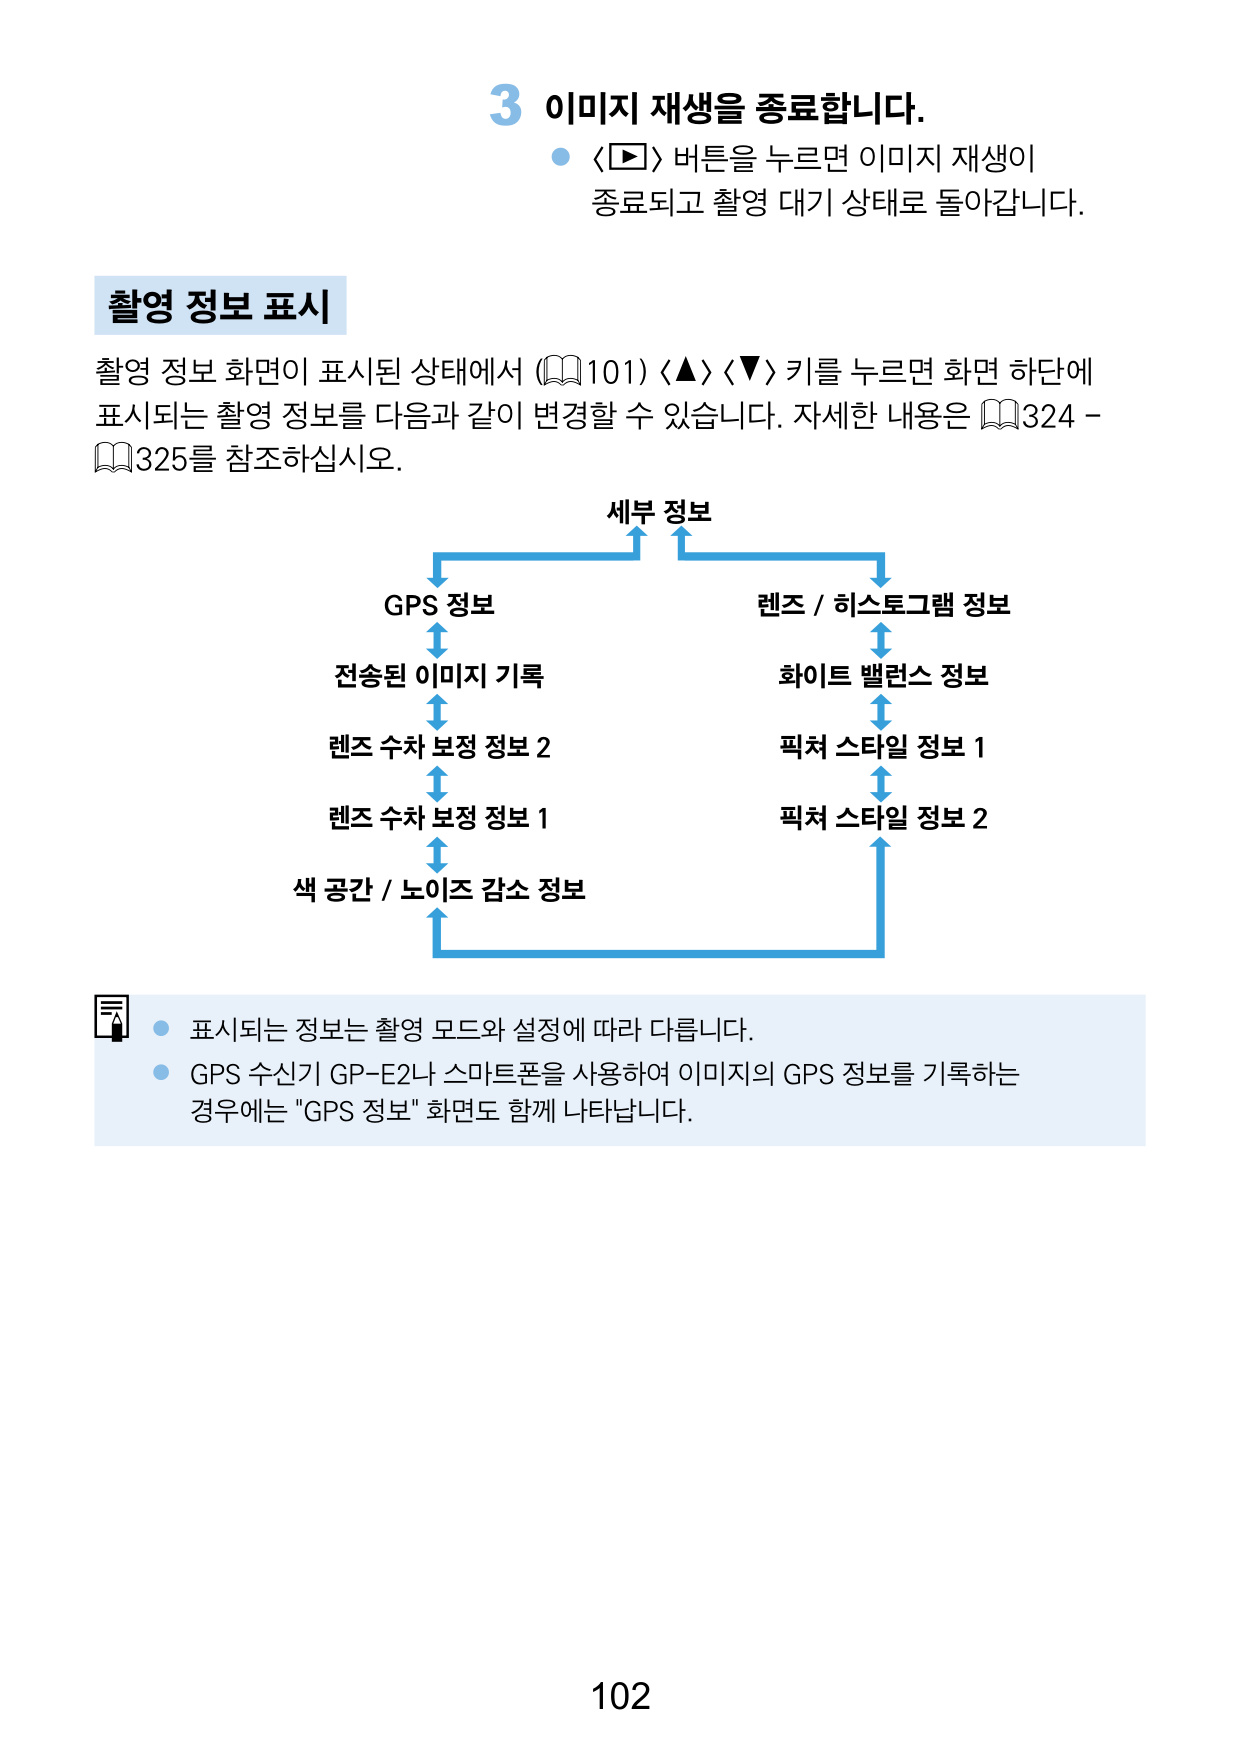 3 이미지 재생을 종료합니다.
● 〈▶〉 버튼을 누르면 이미지 재생이
종료되고 촬영 대기 상태로 돌아갑니다.
촬영 정보 표시
촬영 정보 화면이 표시된 상태에서 (101) 〈▲〉〈▼〉 키를 누르면 화면 하단에
표시되는 촬영 정보를 다음과 같이 변경할 수 있습니다. 자세한 내용은 324 –
325를 참조하십시오.
세부 정보
GPS 정보
렌즈 / 히스토그램 정보
전송된 이미지 기록
화이트 밸런스 정보
렌즈 수차 보정 정보 2
픽쳐 스타일 정보 1
렌즈 수차 보정 정보 1
픽쳐 스타일 정보 2
색 공간 / 노이즈 감소 정보
● 표시되는 정보는 촬영 모드와 설정에 따라 다릅니다.
● GPS 수신기 GP-E2나 스마트폰을 사용하여 이미지의 GPS 정보를 기록하는
경우에는 "GPS 정보" 화면도 함께 나타납니다.
102